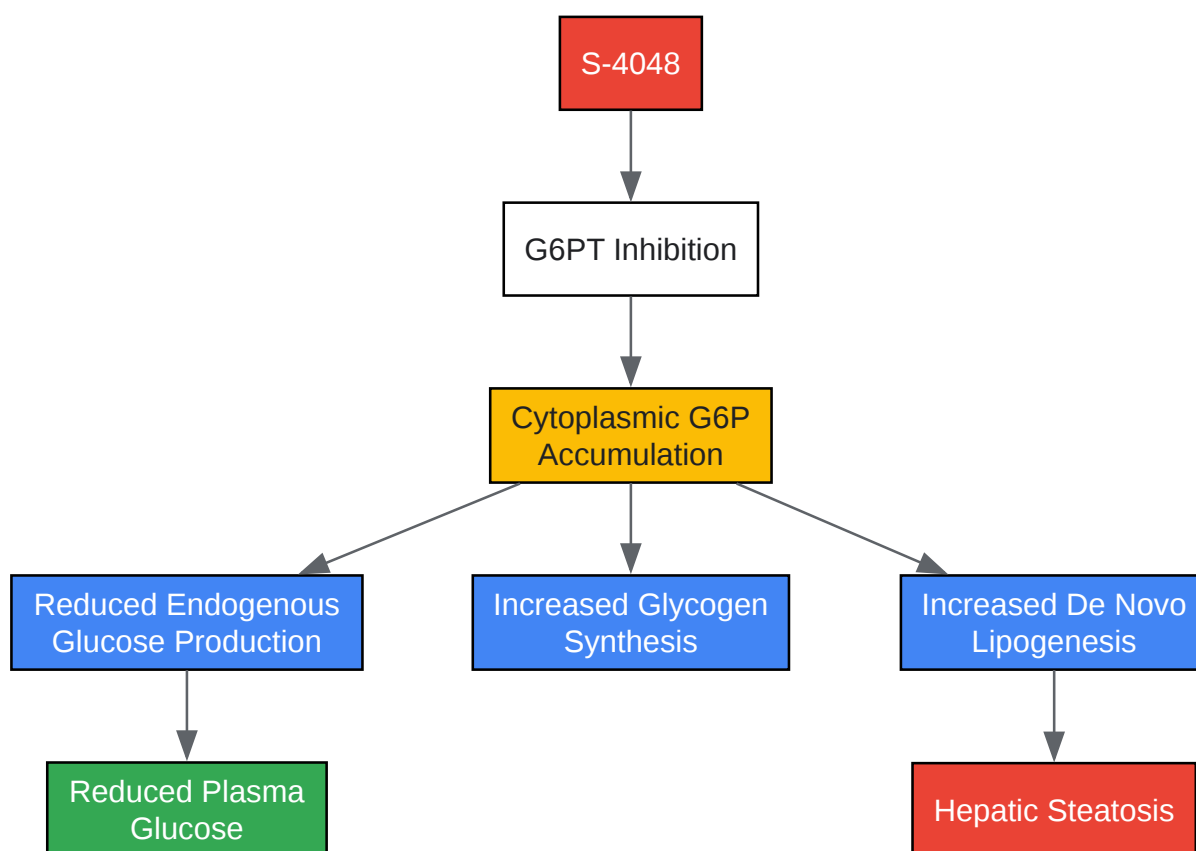 S-4048
G6PT Inhibition
Cytoplasmic G6P
Accumulation
Reduced Endogenous
Glucose Production
Increased Glycogen
Synthesis
Increased De Novo
Lipogenesis
Reduced Plasma
Glucose
Hepatic Steatosis